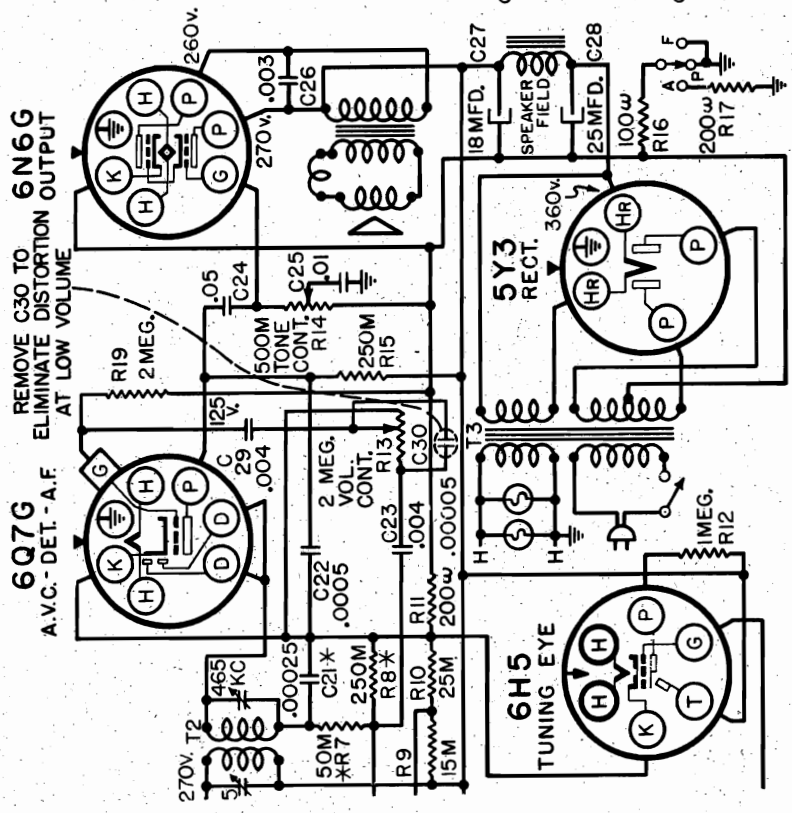 REMOVE C30 TO
ELIMINATE DISTORTION
AT LOW VOLUME
6N6G
OUTPUT
260v.
270v.
.003
C26
K
H
P
P
G
H
6Q7G
A.V.C.-DET.-A.F.
G
K
H
P
D
D
H
R19
2 MEG.
125
V.
C
29
.004
.05
C24
500M
TONE
CONT.
R14
C25
.01
250M
R15
2 MEG.
VOL.
CONT.
R13
C30
.00005
C23
.004
C22
.0005
.00025
C21*
250M
R8*
R11
200ω
R10
25M
R9
15M
50M
*R7
465
KC
T2
270V.
5
C27
18MFD.
SPEAKER
FIELD
C28
25MFD.
100ω
R16
200ω
R17
A
P
F
360v.
5Y3
RECT.
HR
HR
P
P
T3
H
H
1MEG.
R12
6H5
TUNING EYE
H
H
P
G
T
K